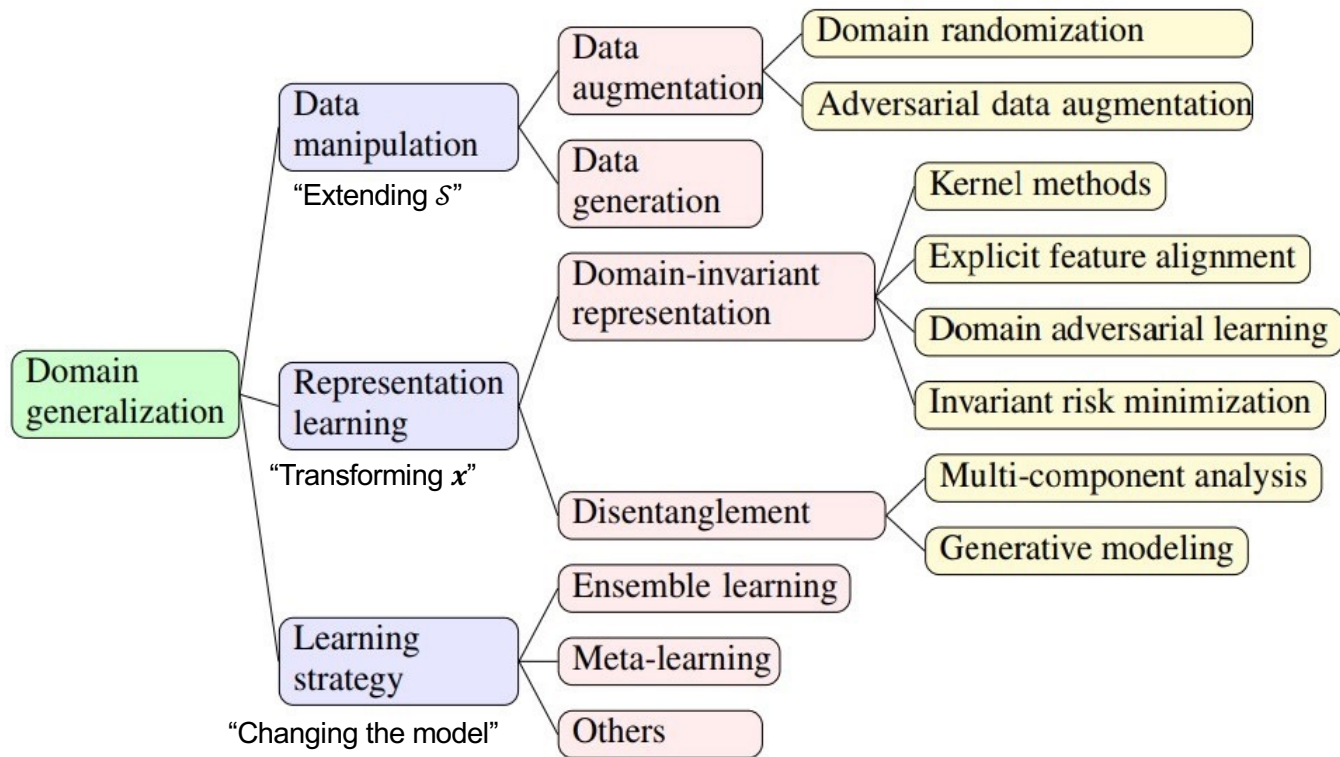 Domain
generalization
Data
manipulation
“Extending 𝒮”
Data
augmentation
Domain randomization
Adversarial data augmentation
Data
generation
Representation
learning
“Transforming 𝒙”
Domain-invariant
representation
Kernel methods
Explicit feature alignment
Domain adversarial learning
Invariant risk minimization
Disentanglement
Multi-component analysis
Generative modeling
Learning
strategy
“Changing the model”
Ensemble learning
Meta-learning
Others